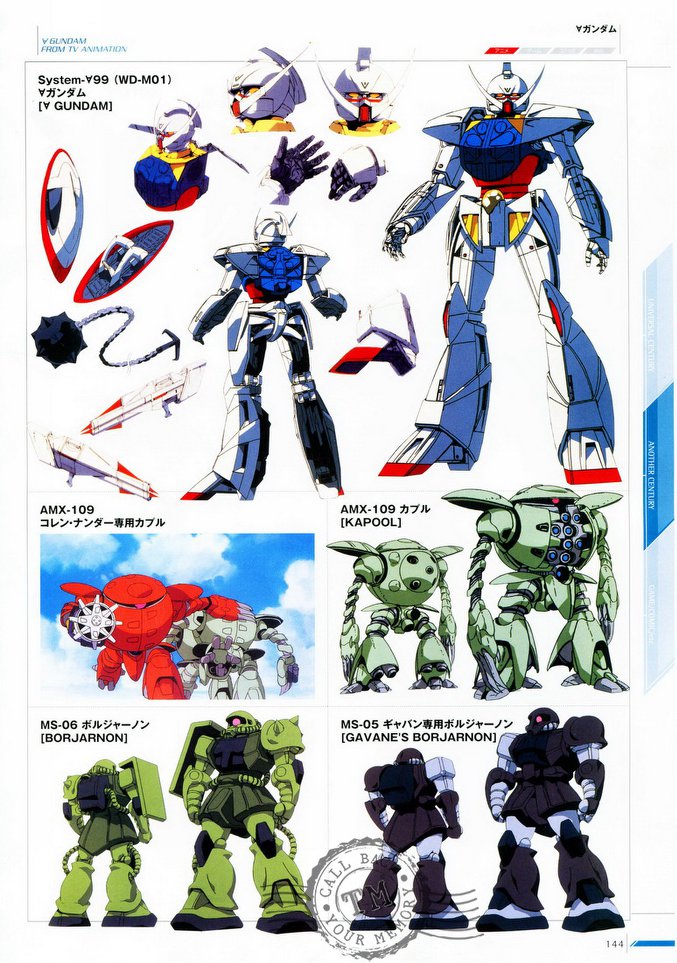 ∀ GUNDAM
FROM TV ANIMATION
∀ガンダム
System-∀99 (WD-M01)
∀ガンダム
[∀ GUNDAM]
UNIVERSAL CENTURY
ANOTHER CENTURY
AMX-109
コレン・ナンダー専用カプル
AMX-109 カプル
[KAPOOL]
MS-06 ボルジャーノン
[BORJARNON]
MS-05 ギャバン専用ボルジャーノン
[GAVANE'S BORJARNON]
CALL BACK
TM
YOUR MEMORY
144